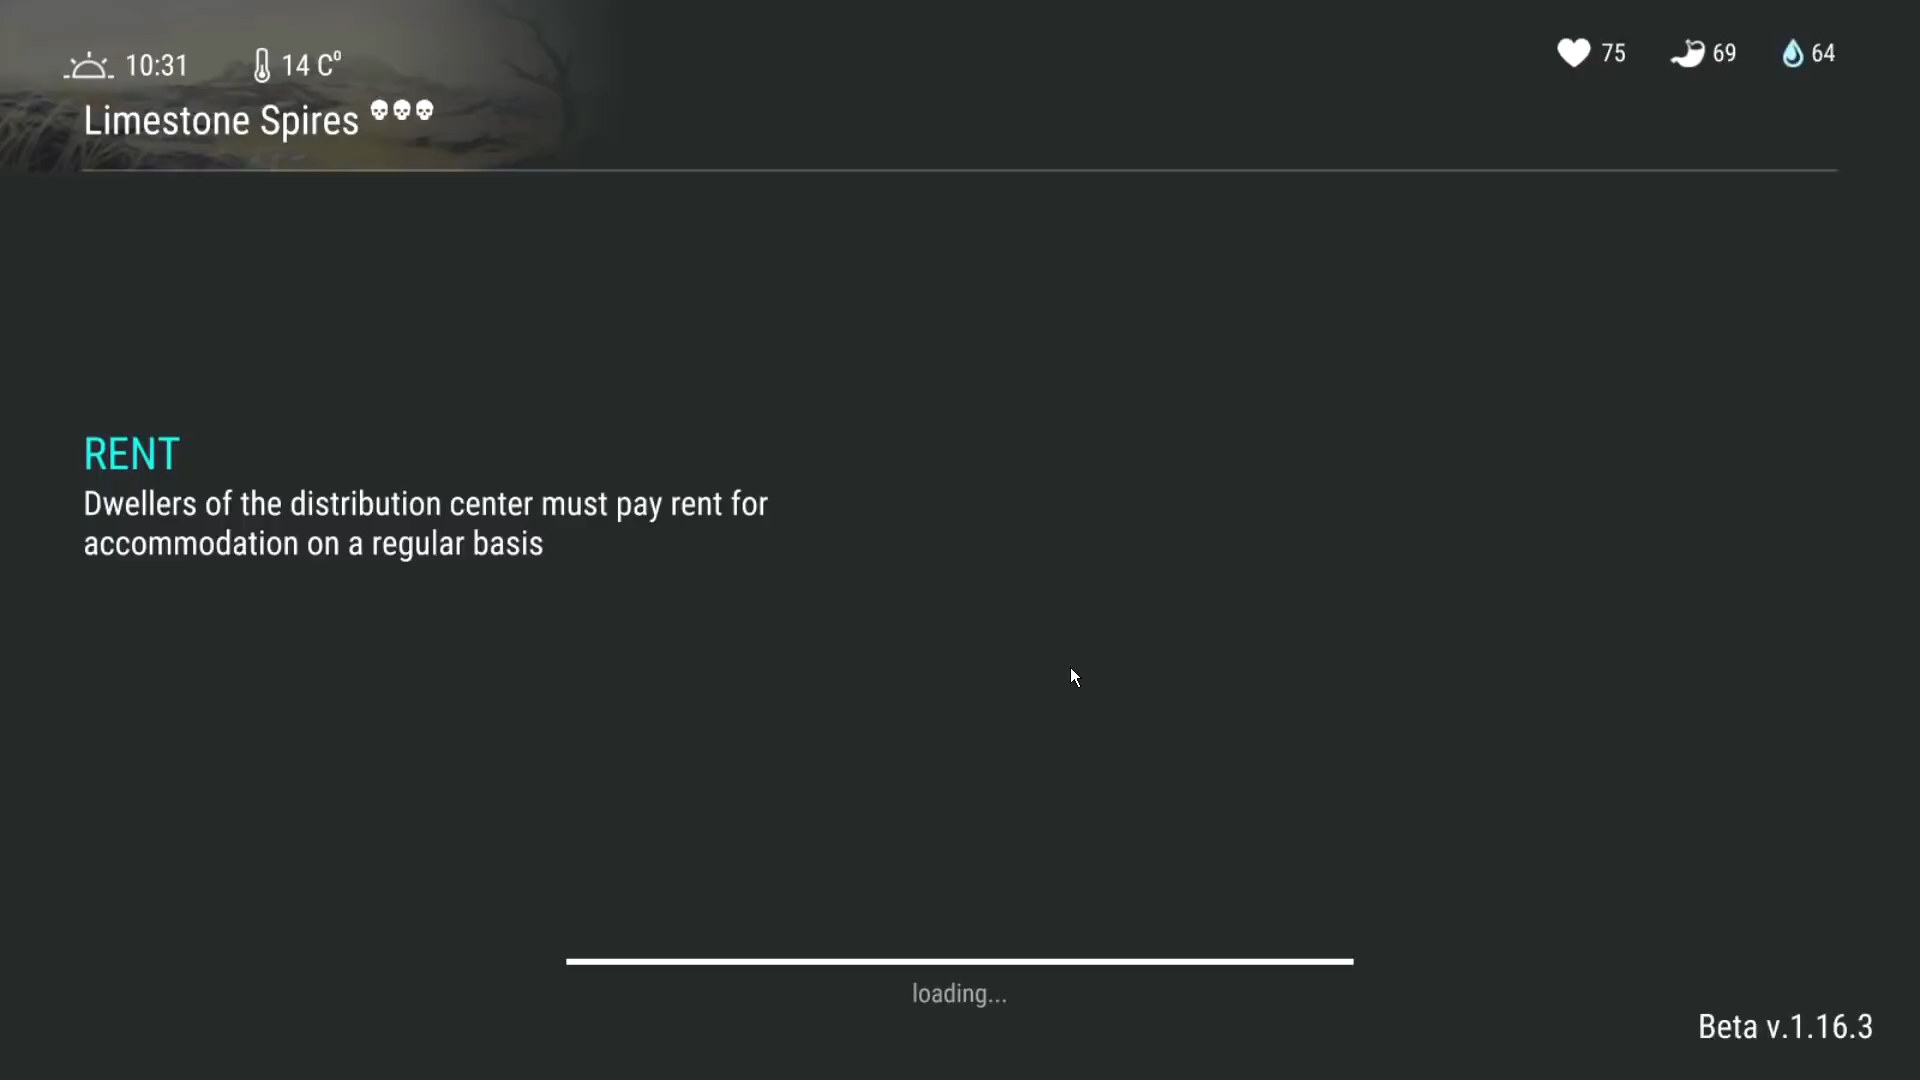 10:31 14 C⁰
75 69 64
Limestone Spires
RENT
Dwellers of the distribution center must pay rent for
accommodation on a regular basis
loading...
Beta v.1.16.3